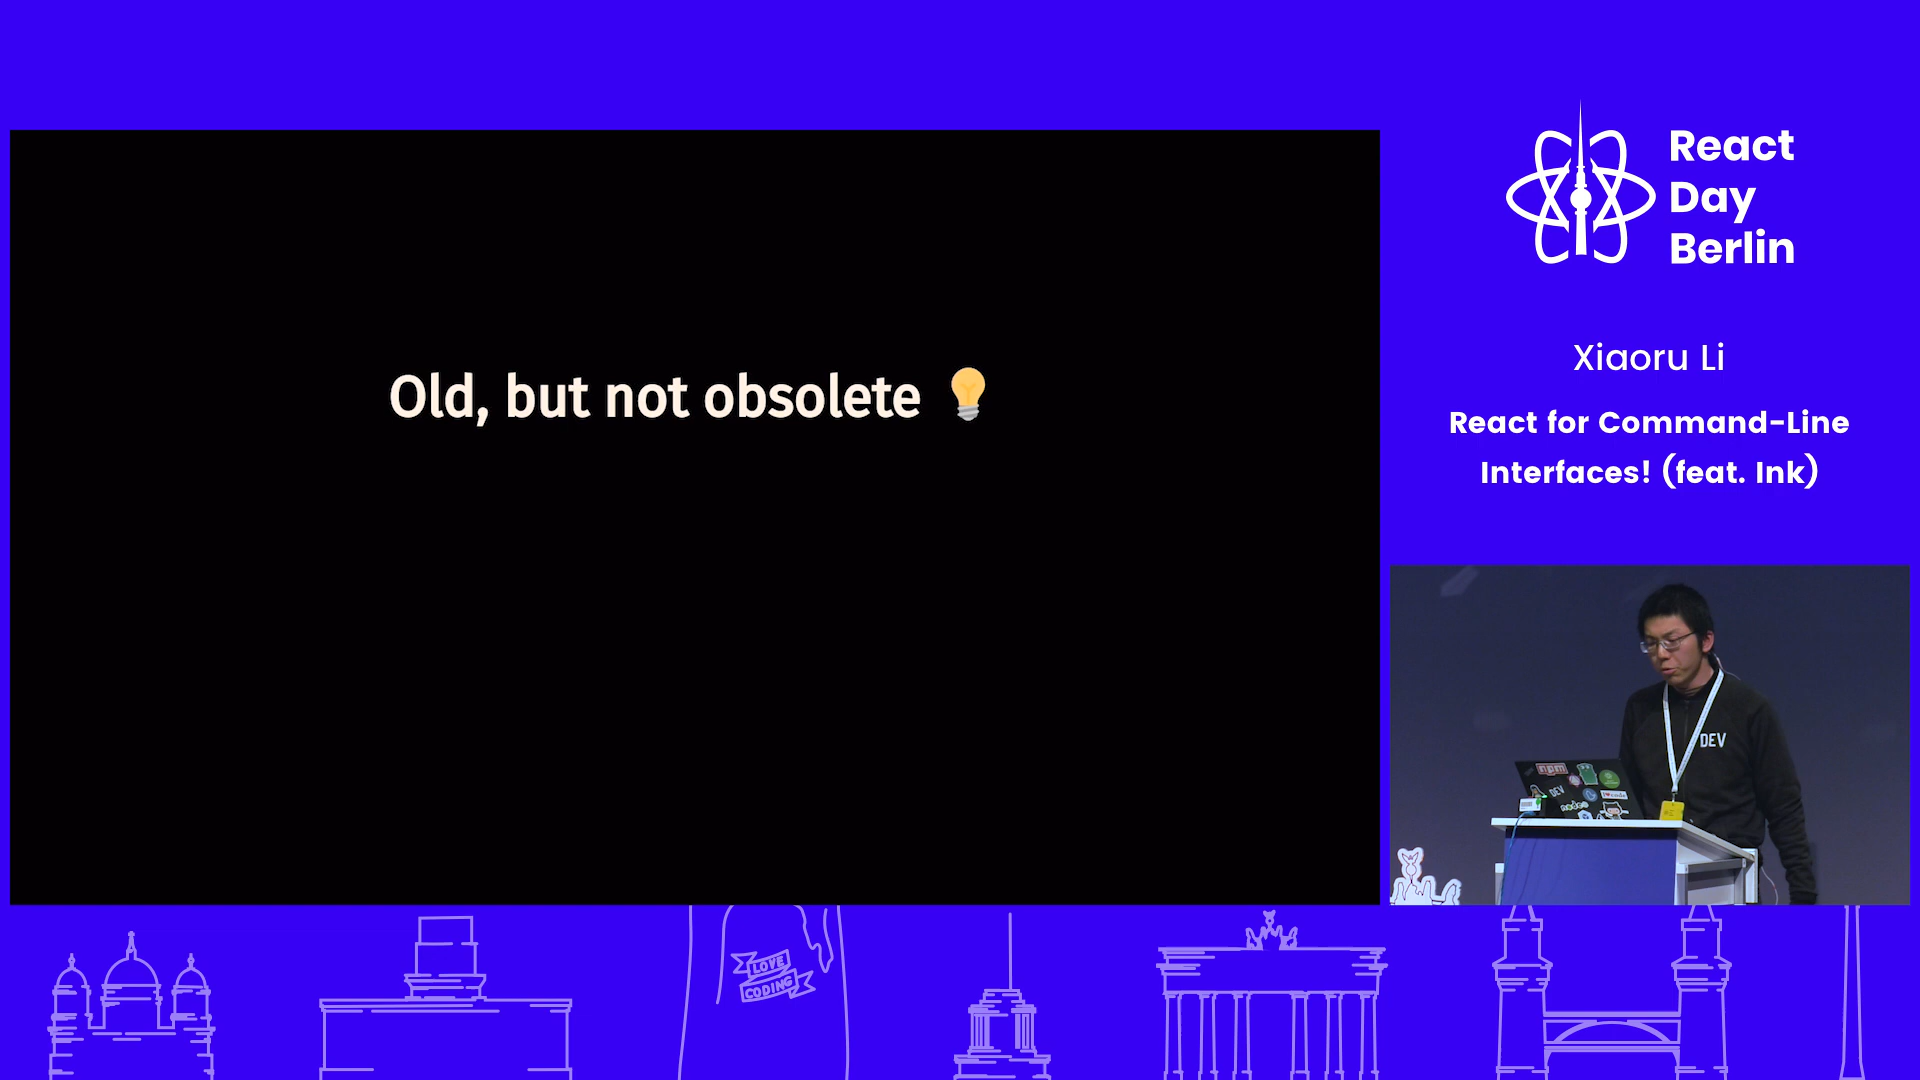 Old, but not obsolete 💡
React
Day
Berlin
Xiaoru Li
React for Command-Line
Interfaces! (feat. Ink)
DEV
npm
DEV
node
LOVE
CODING